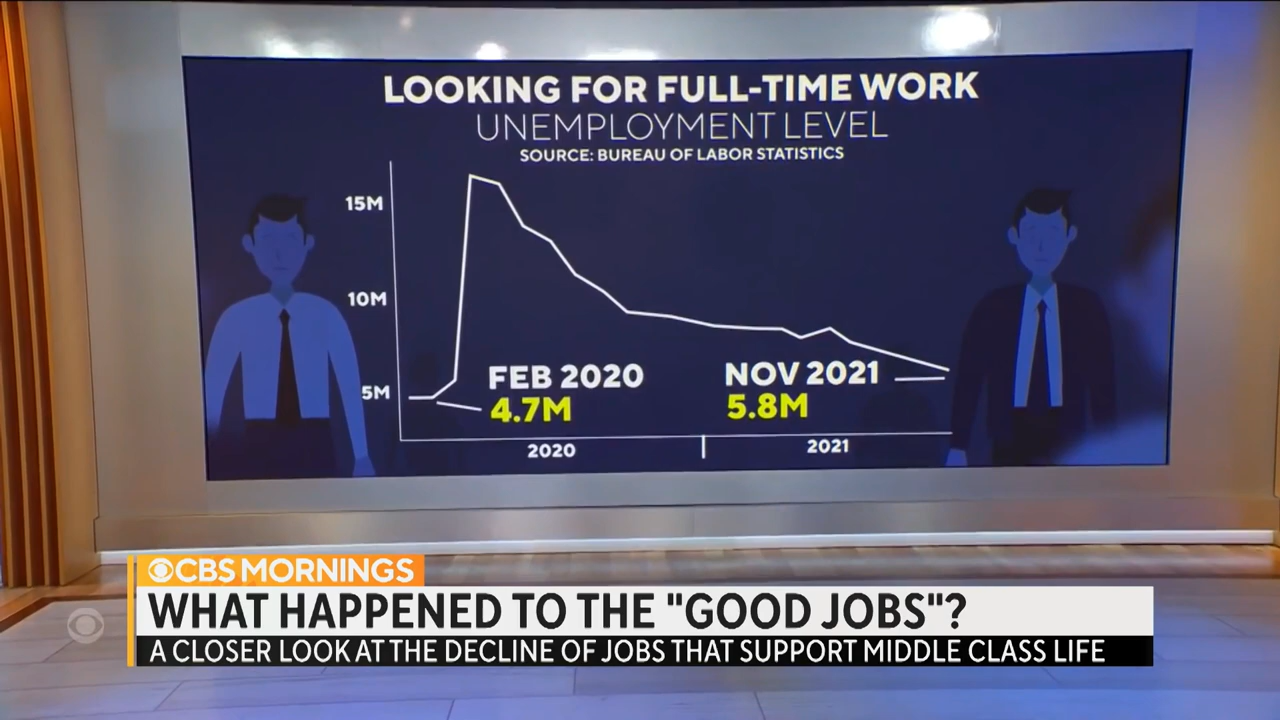 LOOKING FOR FULL-TIME WORK
UNEMPLOYMENT LEVEL
SOURCE: BUREAU OF LABOR STATISTICS
15M
10M
5M
FEB 2020
4.7M
NOV 2021
5.8M
2020
2021
CBS MORNINGS
WHAT HAPPENED TO THE "GOOD JOBS"?
A CLOSER LOOK AT THE DECLINE OF JOBS THAT SUPPORT MIDDLE CLASS LIFE